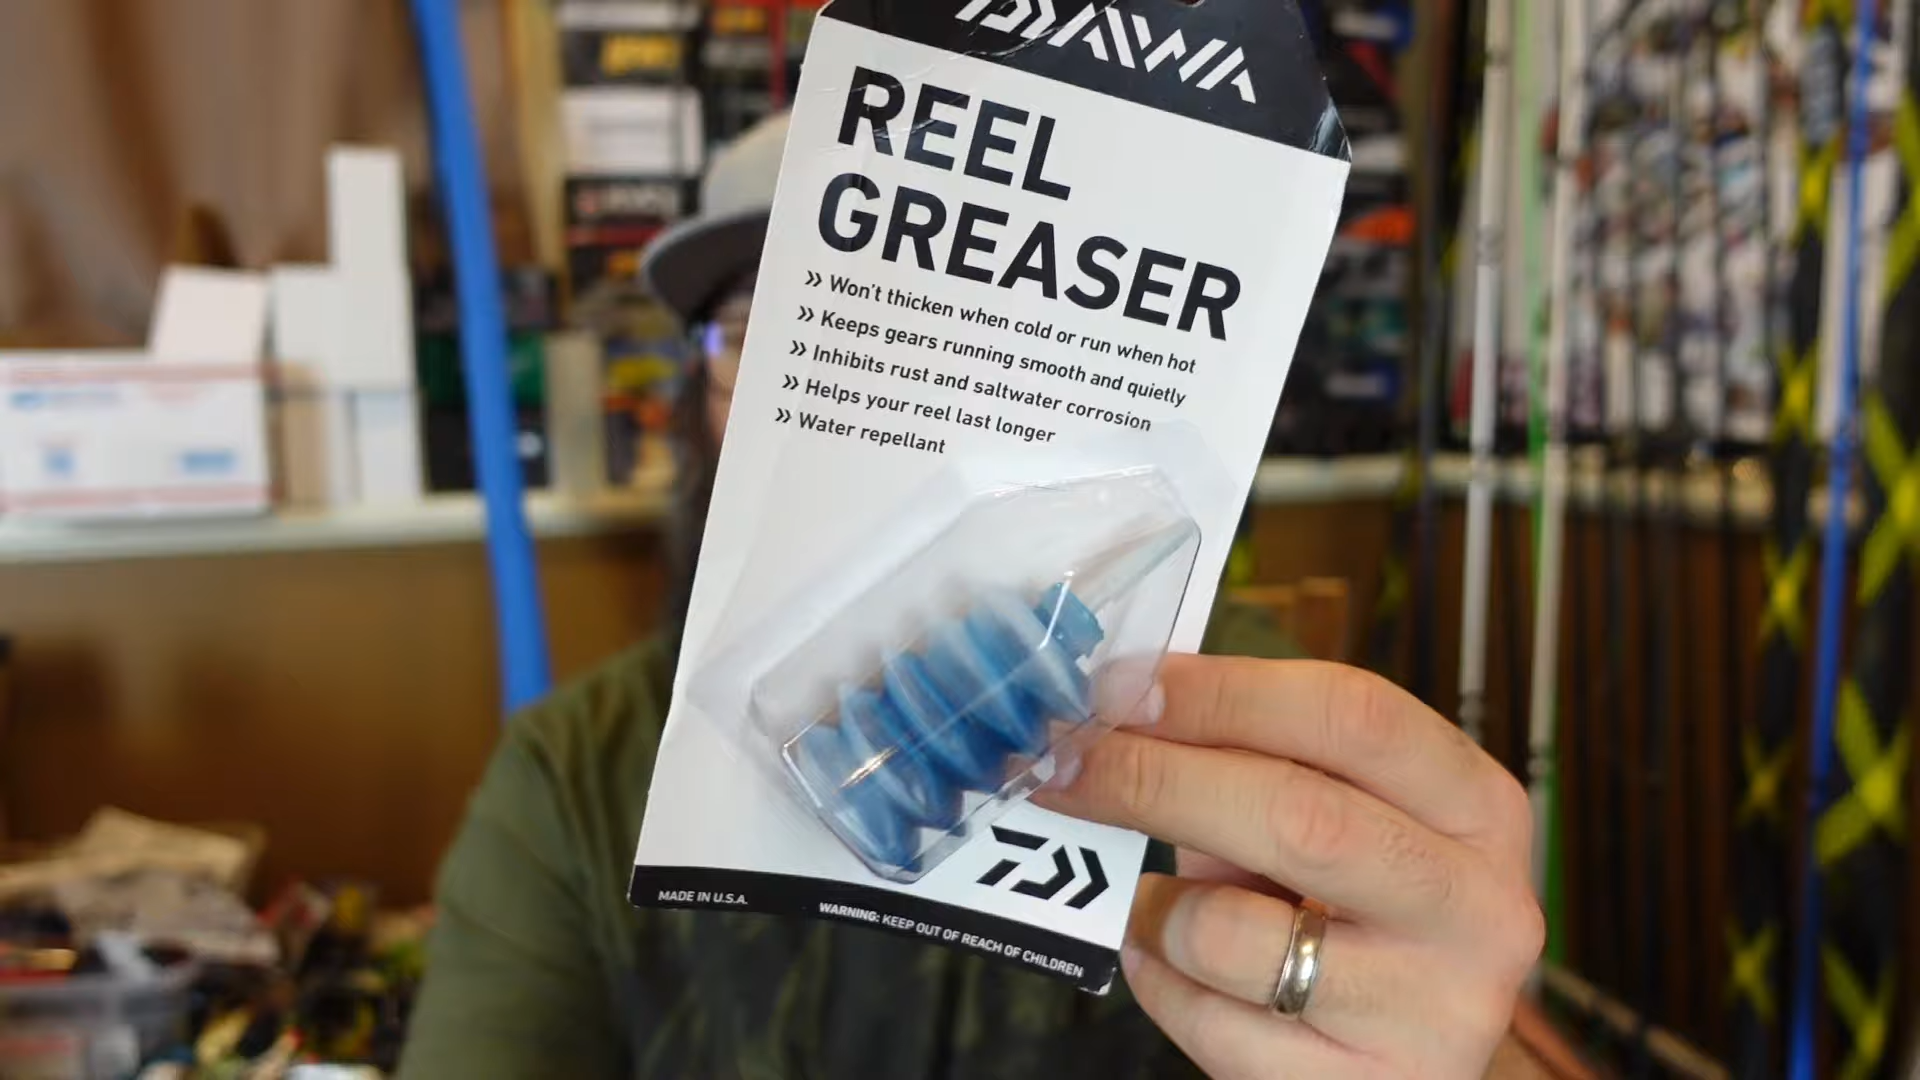 DAIWA
REEL
GREASER
» Won't thicken when cold or run when hot
» Keeps gears running smooth and quietly
» Inhibits rust and saltwater corrosion
» Helps your reel last longer
» Water repellant
MADE IN U.S.A.
WARNING: KEEP OUT OF REACH OF CHILDREN